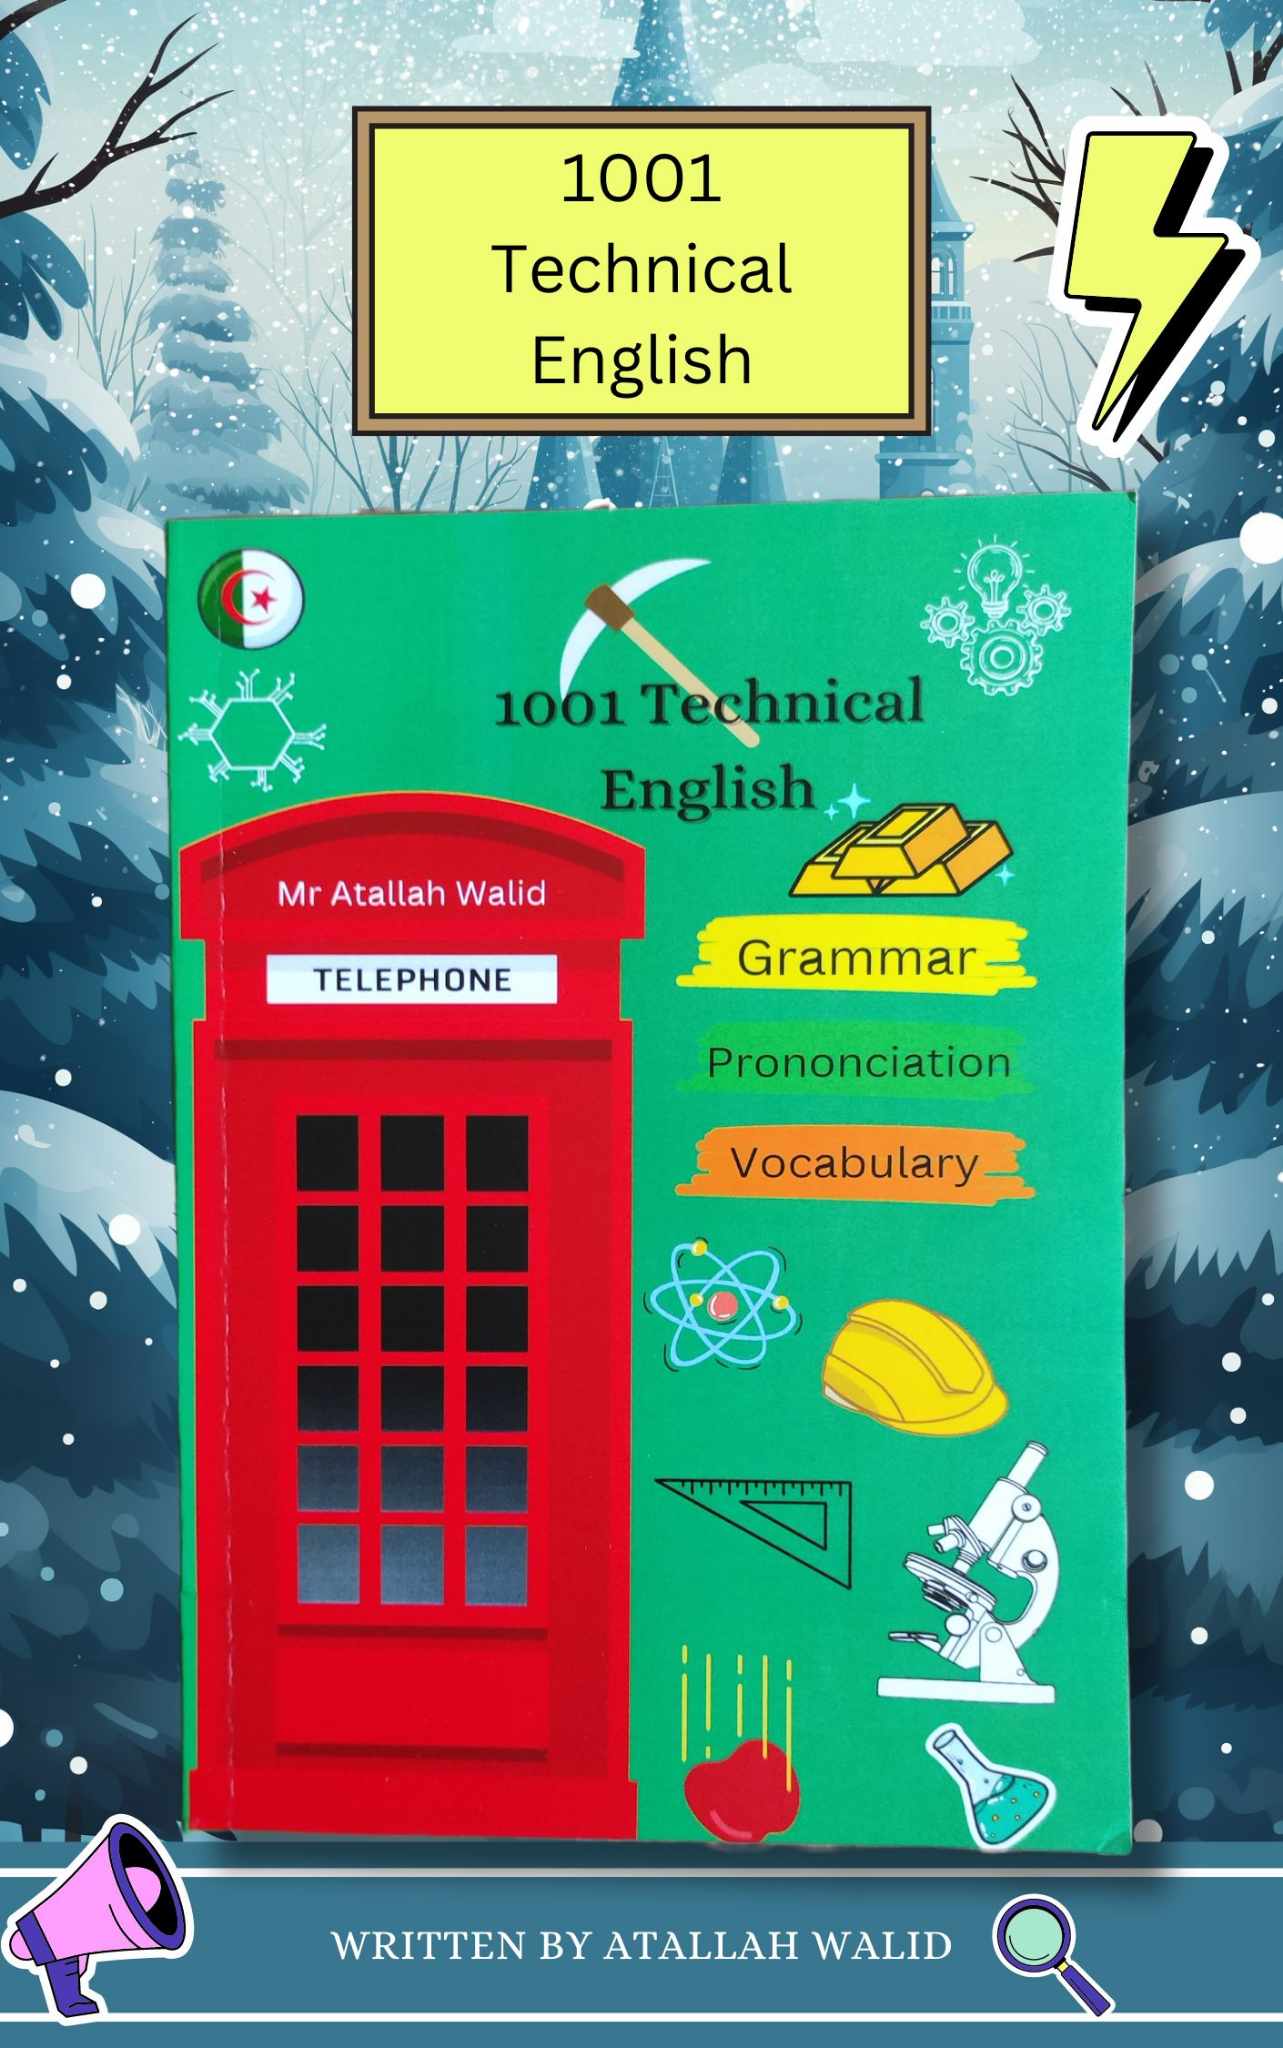 1001
Technical
English
1001 Technical
English
Mr Atallah Walid
TELEPHONE
Grammar
Prononciation
Vocabulary
WRITTEN BY ATALLAH WALID